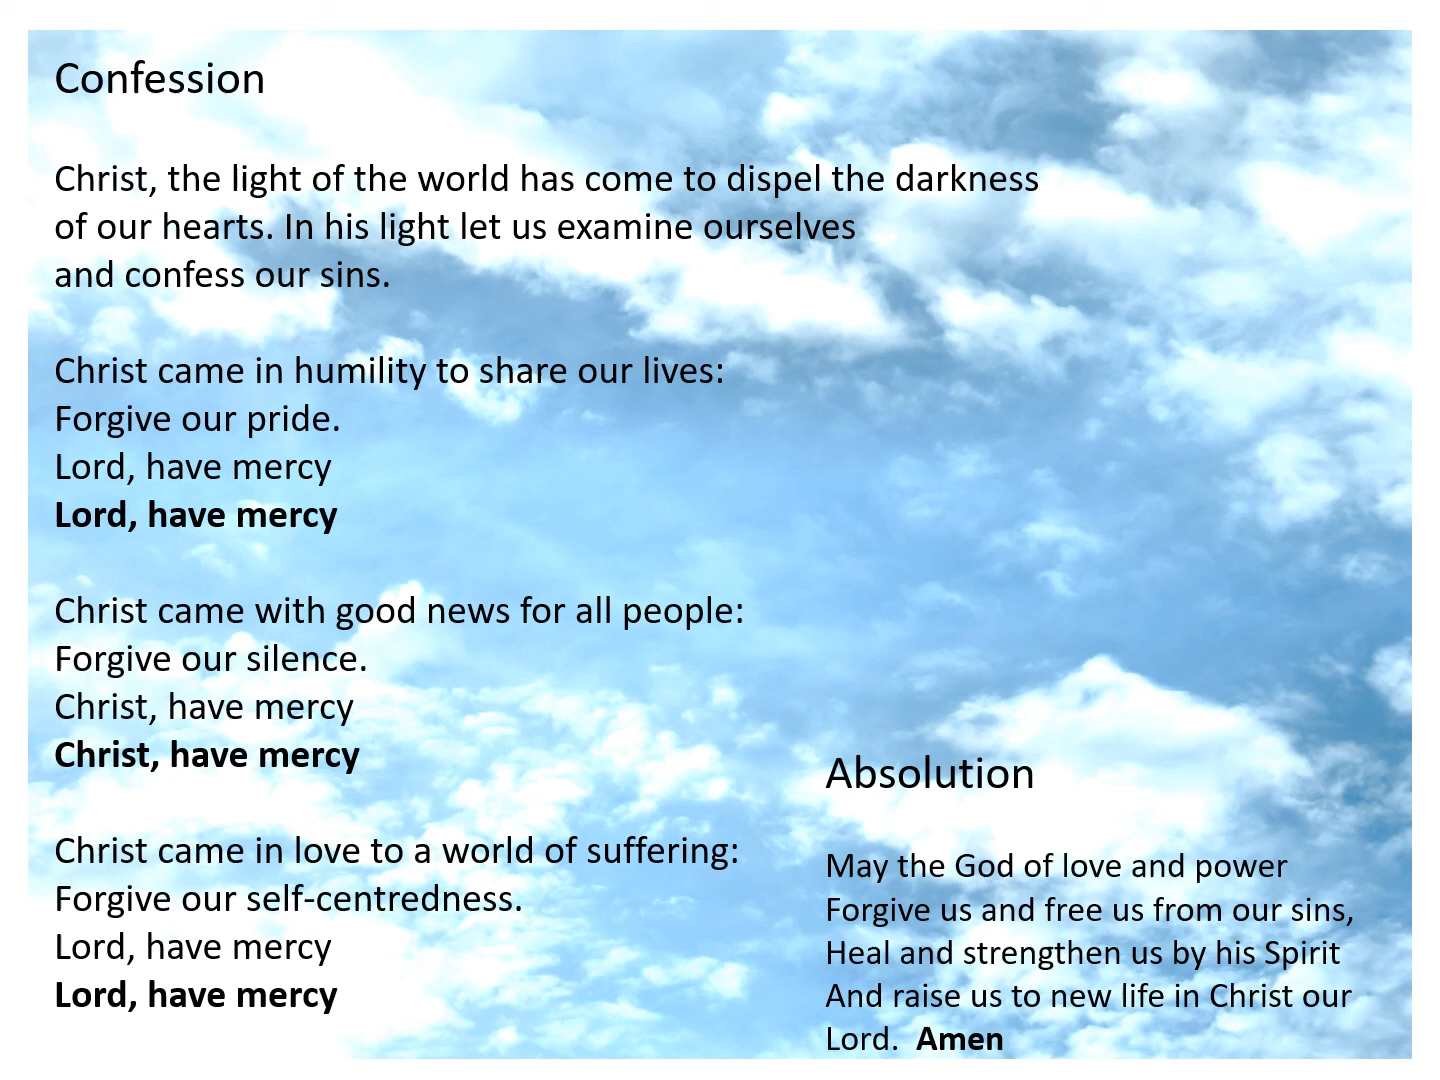 Confession
Christ, the light of the world has come to dispel the darkness
of our hearts. In his light let us examine ourselves
and confess our sins.
Christ came in humility to share our lives:
Forgive our pride.
Lord, have mercy
Lord, have mercy
Christ came with good news for all people:
Forgive our silence.
Christ, have mercy
Christ, have mercy
Christ came in love to a world of suffering:
Forgive our self-centredness.
Lord, have mercy
Lord, have mercy
Absolution
May the God of love and power
Forgive us and free us from our sins,
Heal and strengthen us by his Spirit
And raise us to new life in Christ our
Lord.  Amen